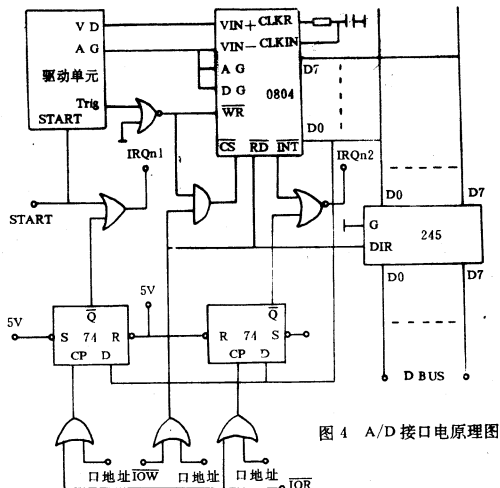 V D
A G
驱动单元
Trig
START
VIN+ CLKR
VIN- CLKIN
A G
D G
0804
D7
D0
WR
CS RD INT
IRQn1
IRQn2
START
D0 D7
G
245
DIR
D0 D7
5V
5V
Q
Q
S 74 R
CP D
R 74 S
CP D
D BUS
口地址 IOW 口地址 口地址 IOR
图 4 A/D 接口电原理图